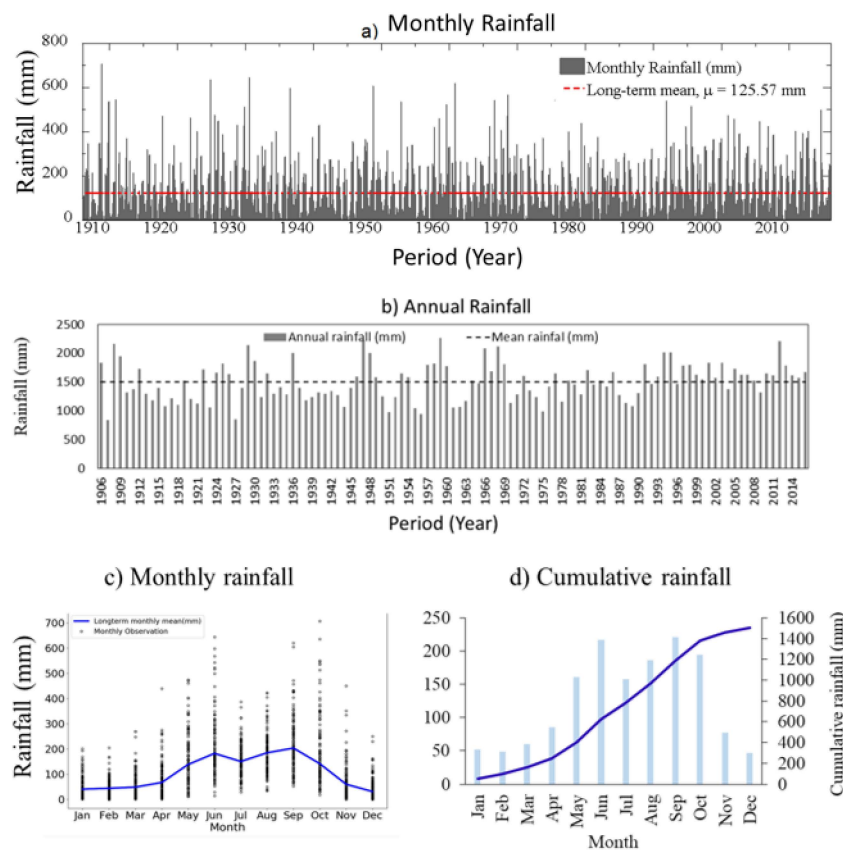 a) Monthly Rainfall
Rainfall (mm)
800
600
400
200
0
Monthly Rainfall (mm)
Long-term mean, μ = 125.57 mm
1910 1920 1930 1940 1950 1960 1970 1980 1990 2000 2010
Period (Year)
b) Annual Rainfall
Rainfall (mm)
2500
2000
1500
1000
500
0
Annual rainfall (mm)
Mean rainfal (mm)
1906 1909 1912 1915 1918 1921 1924 1927 1930 1933 1936 1939 1942 1945 1948 1951 1954 1957 1960 1963 1966 1969 1972 1975 1978 1981 1984 1987 1990 1993 1996 1999 2002 2005 2008 2011 2014
Period (Year)
c) Monthly rainfall
Rainfall (mm)
700
600
500
400
300
200
100
0
Longterm monthly mean(mm)
Monthly Observation
Jan Feb Mar Apr May Jun Jul Aug Sep Oct Nov Dec
Month
d) Cumulative rainfall
Rainfall (mm)
250
200
150
100
50
0
1600
1400
1200
1000
800
600
400
200
0
Cumulative rainfall (mm)
Jan Feb Mar Apr May Jun Jul Aug Sep Oct Nov Dec
Month